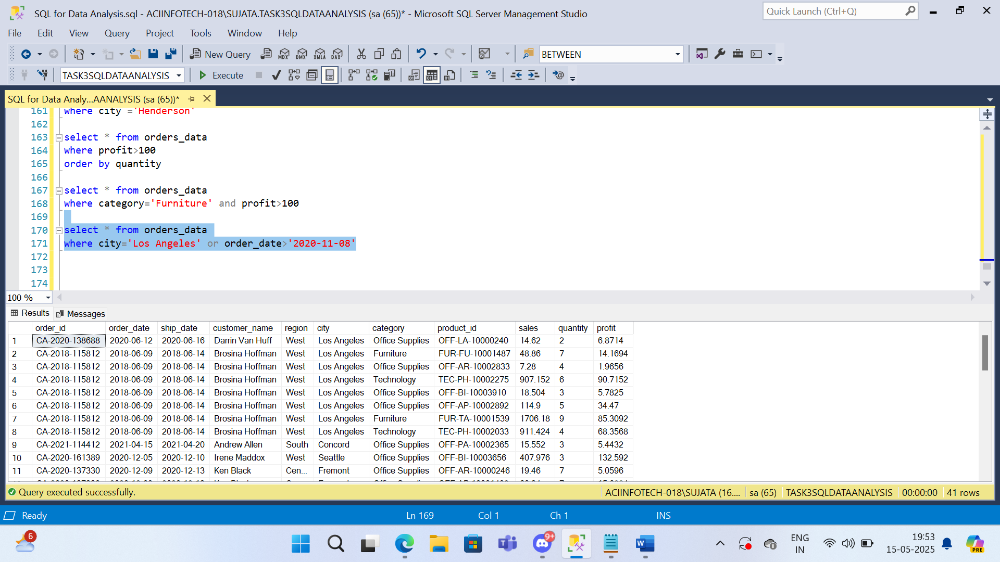 SQL for Data Analysis.sql - ACIINFOTECH-018\SUJATA.TASK3SQLDATAANALYSIS (sa (65))* - Microsoft SQL Server Management Studio
Quick Launch (Ctrl+Q)
File Edit View Query Project Tools Window Help
New Query MDX DMX XMLA DAX BETWEEN
TASK3SQLDATAANALYSIS Execute
SQL for Data Analy...AANALYSIS (sa (65))*
161 where city ='Henderson'
162
163 select * from orders_data
164 where profit>100
165 order by quantity
166
167 select * from orders_data
168 where category='Furniture' and profit>100
169
170 select * from orders_data
171 where city='Los Angeles' or order_date>'2020-11-08'
172
173
174
100 %
Results Messages
order_id order_date ship_date customer_name region city category product_id sales quantity profit
1 CA-2020-138688 2020-06-12 2020-06-16 Darrin Van Huff West Los Angeles Office Supplies OFF-LA-10000240 14.62 2 6.8714
2 CA-2018-115812 2018-06-09 2018-06-14 Brosina Hoffman West Los Angeles Furniture FUR-FU-10001487 48.86 7 14.1694
3 CA-2018-115812 2018-06-09 2018-06-14 Brosina Hoffman West Los Angeles Office Supplies OFF-AR-10002833 7.28 4 1.9656
4 CA-2018-115812 2018-06-09 2018-06-14 Brosina Hoffman West Los Angeles Technology TEC-PH-10002275 907.152 6 90.7152
5 CA-2018-115812 2018-06-09 2018-06-14 Brosina Hoffman West Los Angeles Office Supplies OFF-BI-10003910 18.504 3 5.7825
6 CA-2018-115812 2018-06-09 2018-06-14 Brosina Hoffman West Los Angeles Office Supplies OFF-AP-10002892 114.9 5 34.47
7 CA-2018-115812 2018-06-09 2018-06-14 Brosina Hoffman West Los Angeles Furniture FUR-TA-10001539 1706.18 9 85.3092
8 CA-2018-115812 2018-06-09 2018-06-14 Brosina Hoffman West Los Angeles Technology TEC-PH-10002033 911.424 4 68.3568
9 CA-2021-114412 2021-04-15 2021-04-20 Andrew Allen South Concord Office Supplies OFF-PA-10002365 15.552 3 5.4432
10 CA-2020-161389 2020-12-05 2020-12-10 Irene Maddox West Seattle Office Supplies OFF-BI-10003656 407.976 3 132.592
11 CA-2020-137330 2020-12-09 2020-12-13 Ken Black Cen... Fremont Office Supplies OFF-AR-10000246 19.46 7 5.0596
Query executed successfully. ACIINFOTECH-018\SUJATA (16.... sa (65) TASK3SQLDATAANALYSIS 00:00:00 41 rows
Ready Ln 169 Col 1 Ch 1 INS
6
9+
ENG
IN
19:53
15-05-2025
PRE